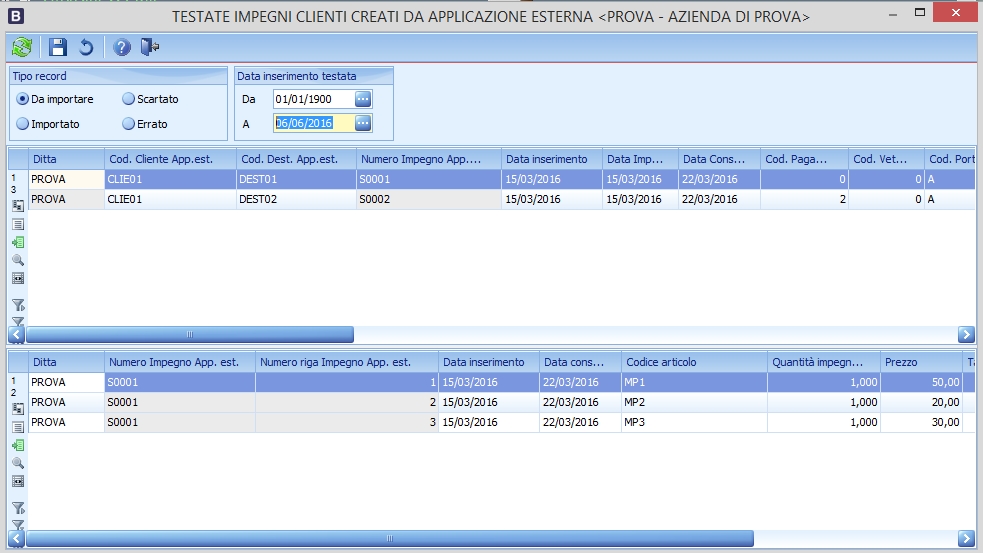 B TESTATE IMPEGNI CLIENTI CREATI DA APPLICAZIONE ESTERNA <PROVA - AZIENDA DI PROVA>
Tipo record
Da importare Scartato
Importato Errato
Data inserimento testata
Da 01/01/1900
A 06/06/2016
Ditta Cod. Cliente App.est. Cod. Dest. App.est. Numero Impegno App.... Data inserimento Data Imp... Data Cons... Cod. Paga... Cod. Vet... Cod. Port
1 PROVA CLIE01 DEST01 S0001 15/03/2016 15/03/2016 22/03/2016 0 0 A
3 PROVA CLIE01 DEST02 S0002 15/03/2016 15/03/2016 22/03/2016 2 0 A
Ditta Numero Impegno App. est. Numero riga Impegno App. est. Data inserimento Data cons... Codice articolo Quantità impegn... Prezzo
1 PROVA S0001 1 15/03/2016 22/03/2016 MP1 1,000 50,00
2 PROVA S0001 2 15/03/2016 22/03/2016 MP2 1,000 20,00
PROVA S0001 3 15/03/2016 22/03/2016 MP3 1,000 30,00